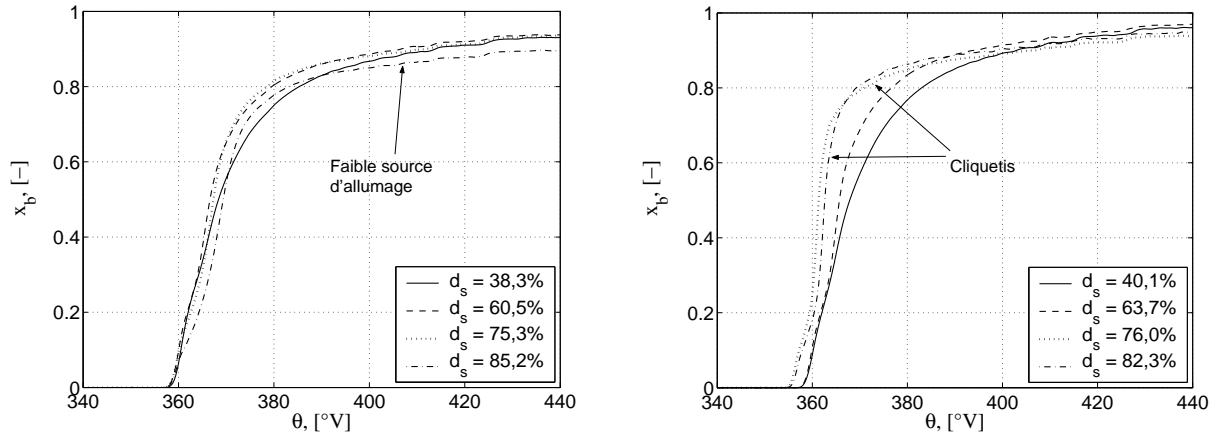 1
0.8
0.6
0.4
0.2
0
x_b, [−]
Faible source
d'allumage
d_s = 38,3%
d_s = 60,5%
d_s = 75,3%
d_s = 85,2%
340 360 380 400 420 440
θ, [°V]
1
0.8
0.6
0.4
0.2
0
x_b, [−]
Cliquetis
d_s = 40,1%
d_s = 63,7%
d_s = 76,0%
d_s = 82,3%
340 360 380 400 420 440
θ, [°V]